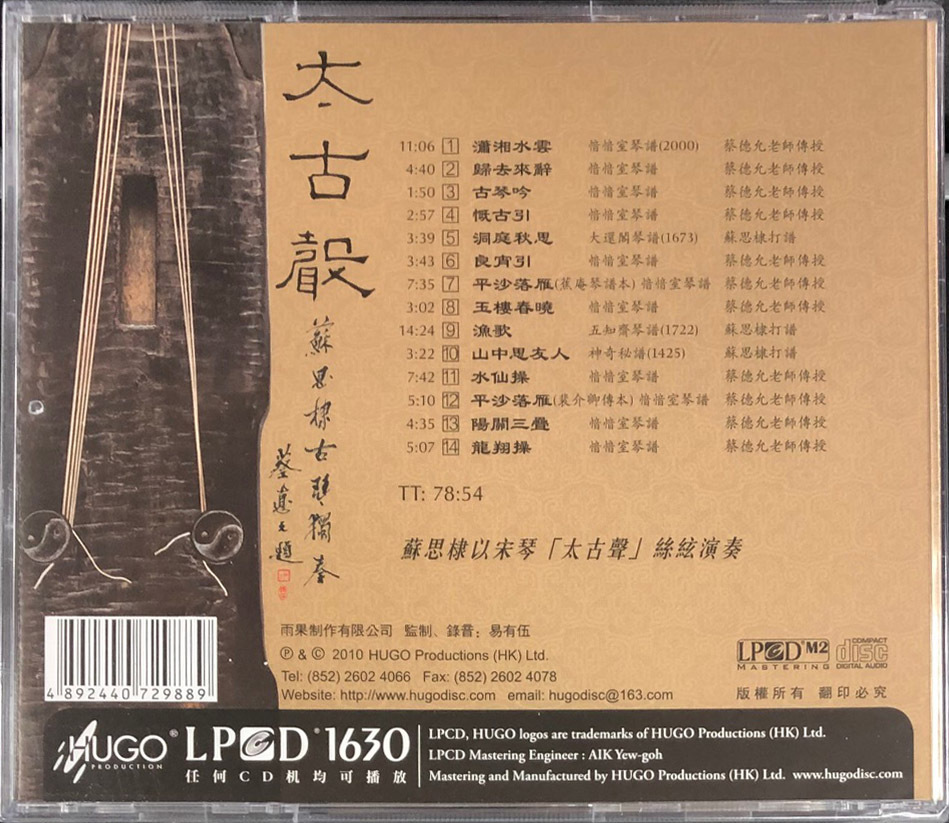 太古聲
蘇思棣古琴獨奏
蔡德允題
11:06 1 瀟湘水雲 愔愔室琴譜(2000) 蔡德允老師傳授
4:40 2 歸去來辭 愔愔室琴譜 蔡德允老師傳授
1:50 3 古琴吟 愔愔室琴譜 蔡德允老師傳授
2:57 4 慨古引 愔愔室琴譜 蔡德允老師傳授
3:39 5 洞庭秋思 大還閣琴譜(1673) 蘇思棣打譜
3:43 6 良宵引 愔愔室琴譜 蔡德允老師傳授
7:35 7 平沙落雁(蕉庵琴譜本) 愔愔室琴譜 蔡德允老師傳授
3:02 8 玉樓春曉 愔愔室琴譜 蔡德允老師傳授
14:24 9 漁歌 五知齋琴譜(1722) 蘇思棣打譜
3:22 10 山中思友人 神奇秘譜(1425) 蘇思棣打譜
7:42 11 水仙操 愔愔室琴譜 蔡德允老師傳授
5:10 12 平沙落雁(裴介卿傳本) 愔愔室琴譜 蔡德允老師傳授
4:35 13 陽關三疊 愔愔室琴譜 蔡德允老師傳授
5:07 14 龍翔操 愔愔室琴譜 蔡德允老師傳授
TT: 78:54
蘇思棣以宋琴「太古聲」絲絃演奏
雨果制作有限公司 監制、錄音：易有伍
℗ & © 2010 HUGO Productions (HK) Ltd.
Tel: (852) 2602 4066 Fax: (852) 2602 4078
Website: http://www.hugodisc.com email: hugodisc@163.com
LPCD M2
MASTERING
COMPACT
disc
DIGITAL AUDIO
版權所有 翻印必究
4 892440 729889
HUGO®
PRODUCTION
LPCD® 1630
任何CD机均可播放
LPCD, HUGO logos are trademarks of HUGO Productions (HK) Ltd.
LPCD Mastering Engineer : AIK Yew-goh
Mastering and Manufactured by HUGO Productions (HK) Ltd. www.hugodisc.com